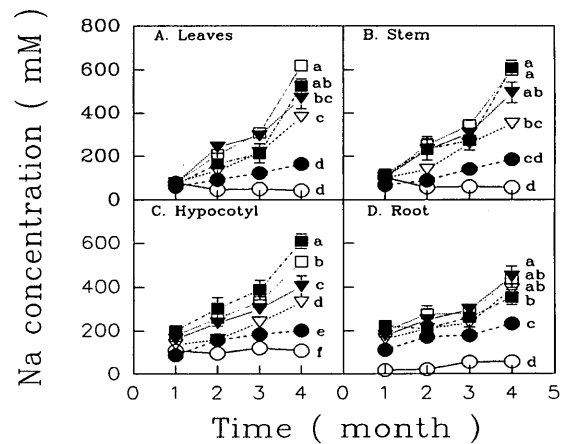 Na concentration ( mM )
A. Leaves
B. Stem
800
600
400
200
0
a
ab
bc
c
d
d
a
a
ab
bc
cd
d
C. Hypocotyl
D. Root
600
400
200
0
a
b
c
d
e
f
a
ab
ab
b
c
d
0 1 2 3 4 0 1 2 3 4 5
Time ( month )